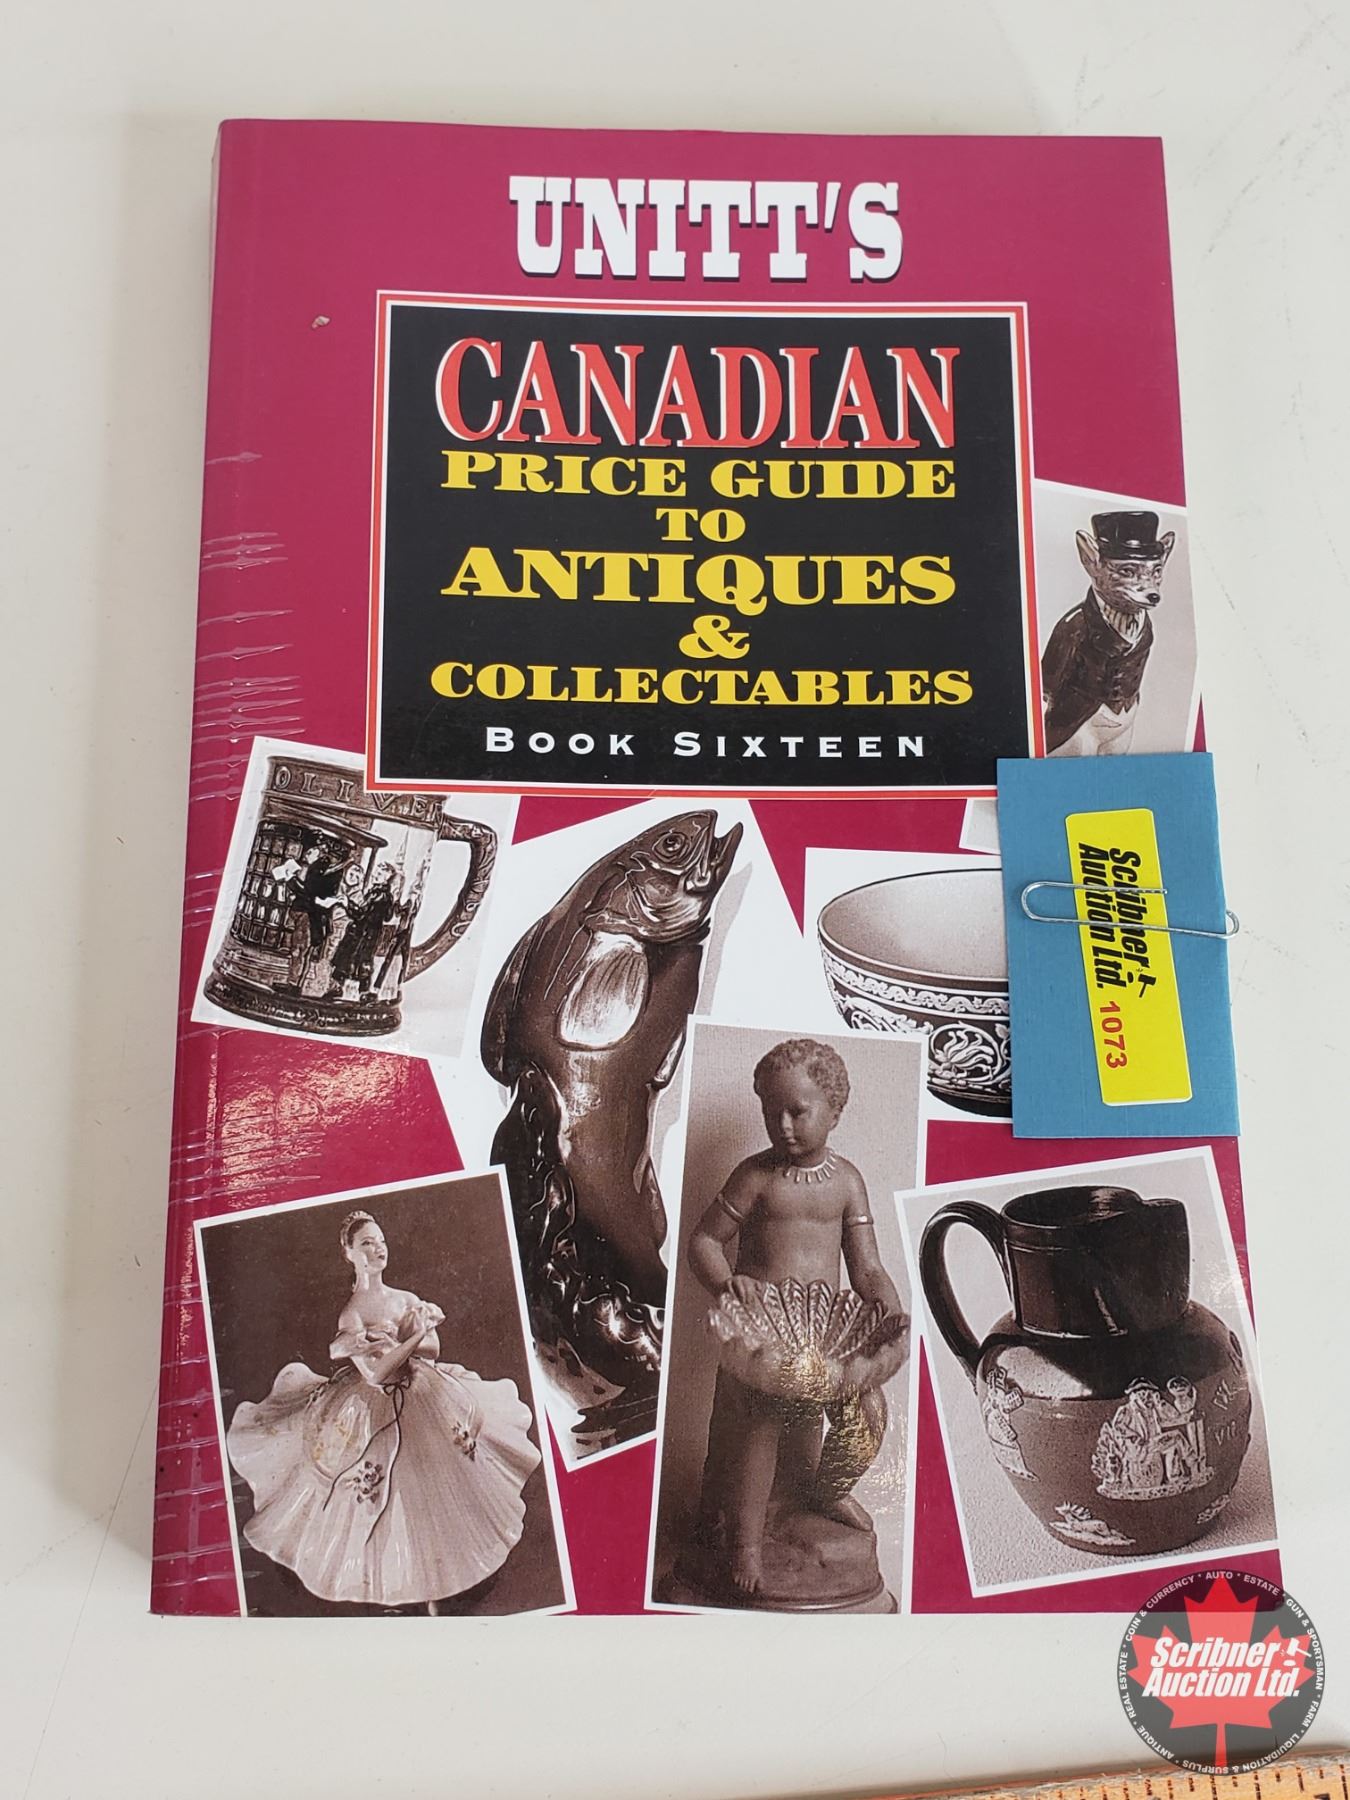 UNITT'S
CANADIAN
PRICE GUIDE
TO
ANTIQUES
&
COLLECTABLES
BOOK SIXTEEN
OLIVE
Scribner
Auction Ltd. 1073
COIN & CURRENCY * AUTO * ESTATE * GUN & SPORTSMAN * FARM * LIQUIDATION & SURPLUS * ANTIQUE * REAL ESTATE *
Scribner
Auction Ltd.